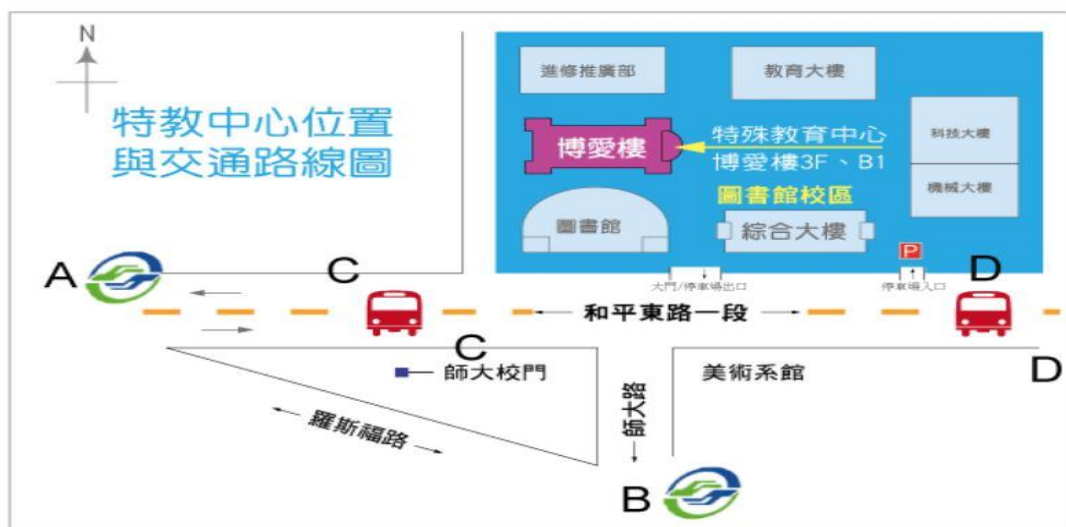 N
特教中心位置
與交通路線圖
進修推廣部
教育大樓
博愛樓
特殊教育中心
博愛樓3F、B1
科技大樓
機械大樓
圖書館校區
圖書館
綜合大樓
P
A
C
D
大門/停車場出口
停車場入口
和平東路一段
C
師大校門
美術系館
D
羅斯福路
師大路
B